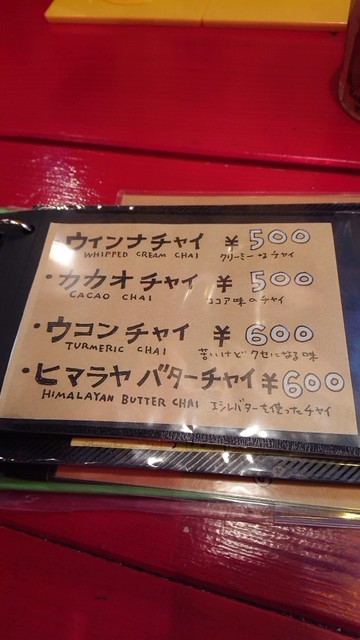 ・ウィンナチャイ ¥500
WHIPPED CREAM CHAI クリーミーなチャイ
・カカオチャイ ¥500
CACAO CHAI ココア味のチャイ
・ウコンチャイ ¥600
TURMERIC CHAI 苦いけどクセになる味
・ヒマラヤバターチャイ ¥600
HIMALAYAN BUTTER CHAI エシレバターを使ったチャイ